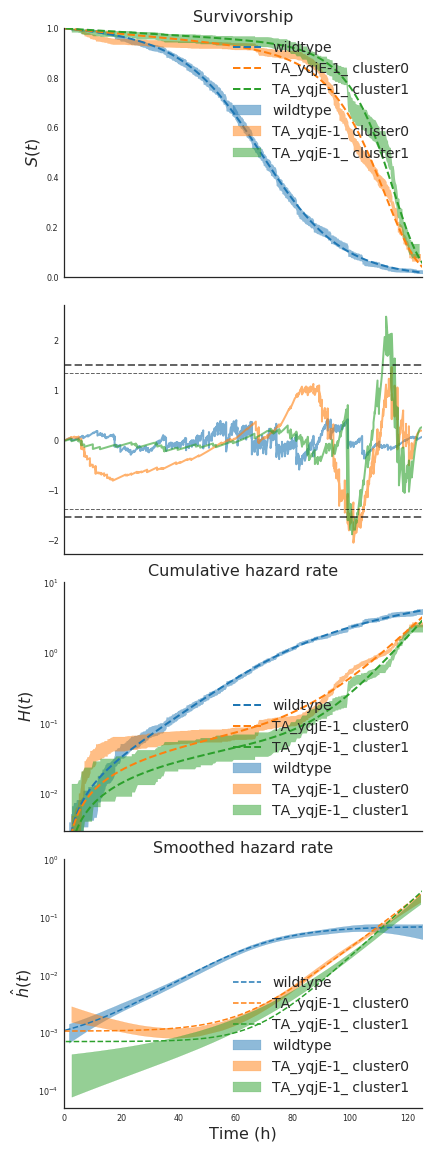 Survivorship
1.0
0.8
0.6
0.4
0.2
0.0
S(t)
wildtype
TA_yqjE-1_ cluster0
TA_yqjE-1_ cluster1
wildtype
TA_yqjE-1_ cluster0
TA_yqjE-1_ cluster1
2
1
0
−1
−2
Cumulative hazard rate
10¹
10⁰
10⁻¹
10⁻²
H(t)
wildtype
TA_yqjE-1_ cluster0
TA_yqjE-1_ cluster1
wildtype
TA_yqjE-1_ cluster0
TA_yqjE-1_ cluster1
Smoothed hazard rate
10⁰
10⁻¹
10⁻²
10⁻³
10⁻⁴
ĥ(t)
wildtype
TA_yqjE-1_ cluster0
TA_yqjE-1_ cluster1
wildtype
TA_yqjE-1_ cluster0
TA_yqjE-1_ cluster1
0 20 40 60 80 100 120
Time (h)